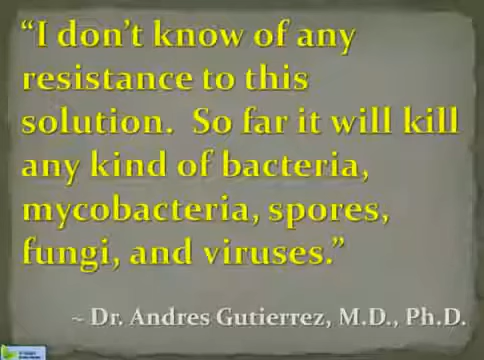 “I don’t know of any
resistance to this
solution.  So far it will kill
any kind of bacteria,
mycobacteria, spores,
fungi, and viruses.”
~ Dr. Andres Gutierrez, M.D., Ph.D.